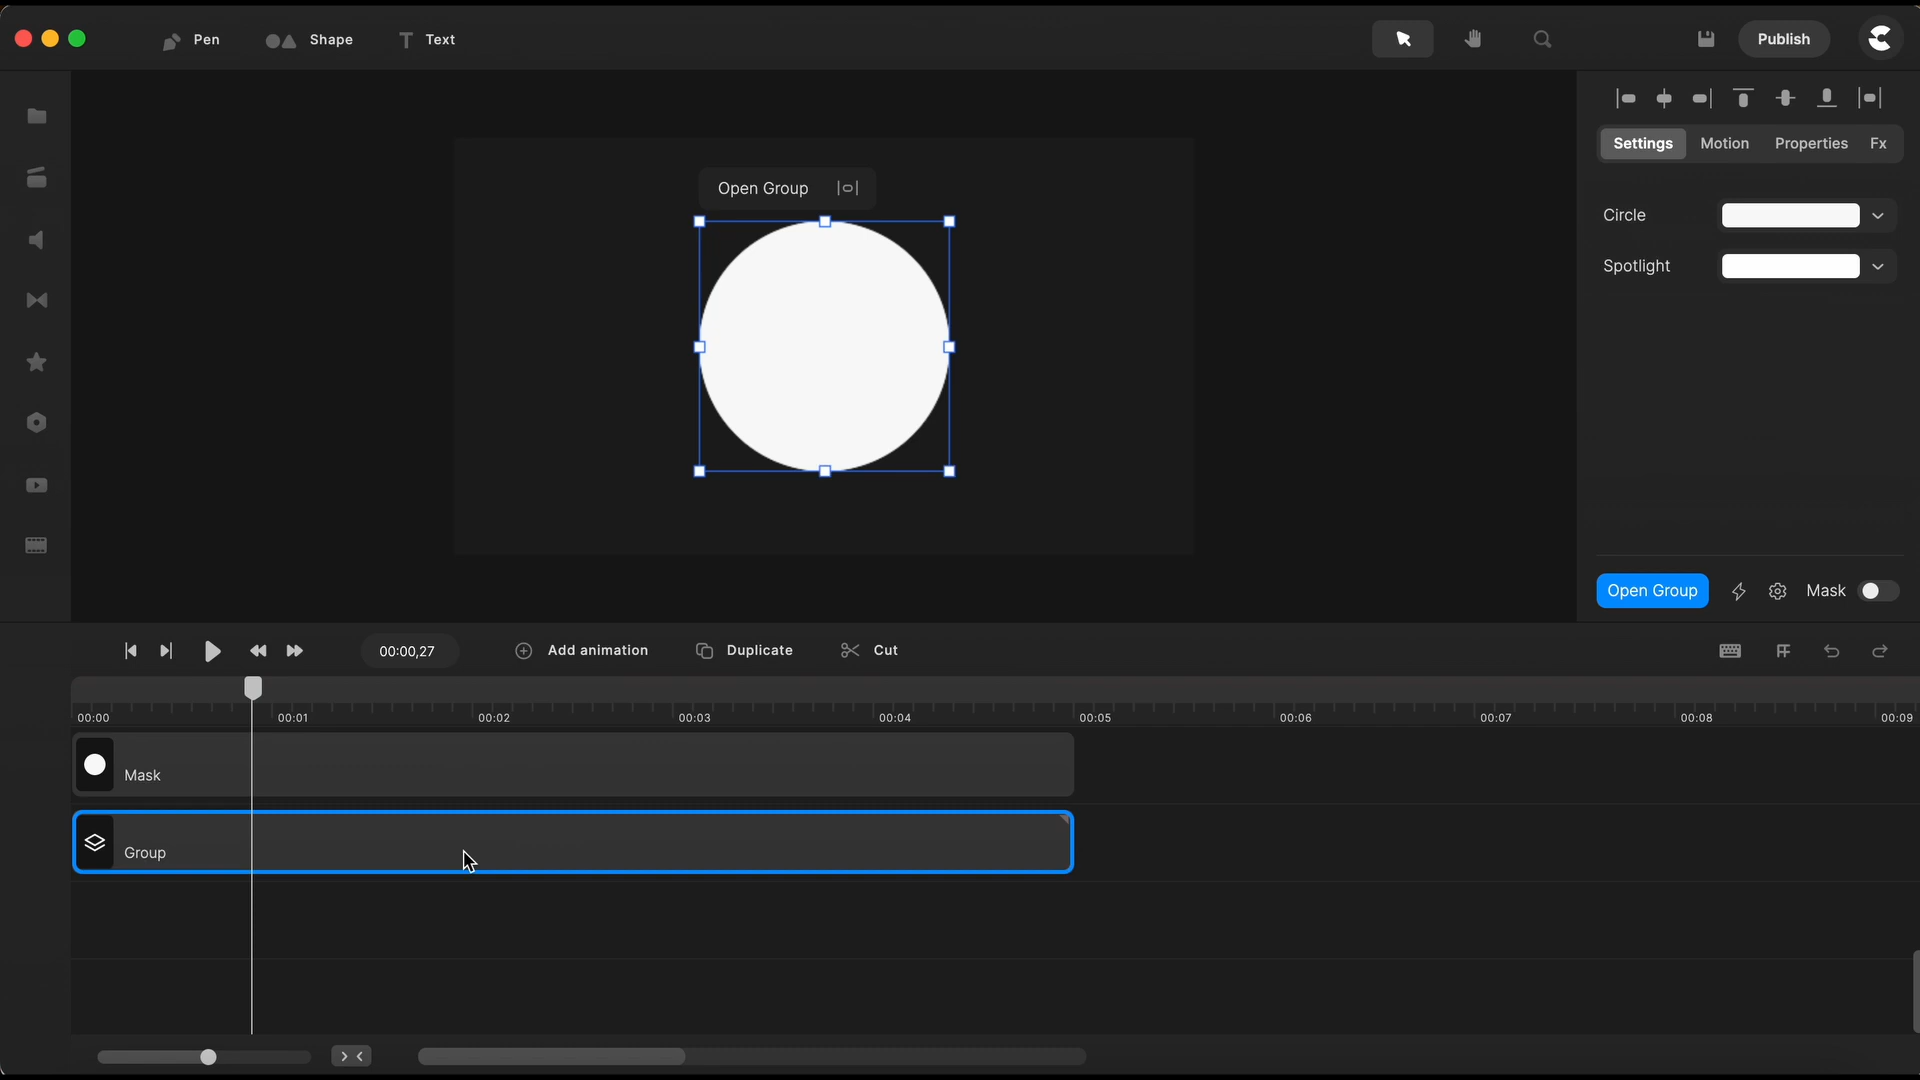 Pen
Shape
Text
Publish
Open Group
Settings
Motion
Properties
Fx
Circle
Spotlight
Open Group
Mask
00:00,27
Add animation
Duplicate
Cut
00:00
00:01
00:02
00:03
00:04
00:05
00:06
00:07
00:08
00:09
Mask
Group